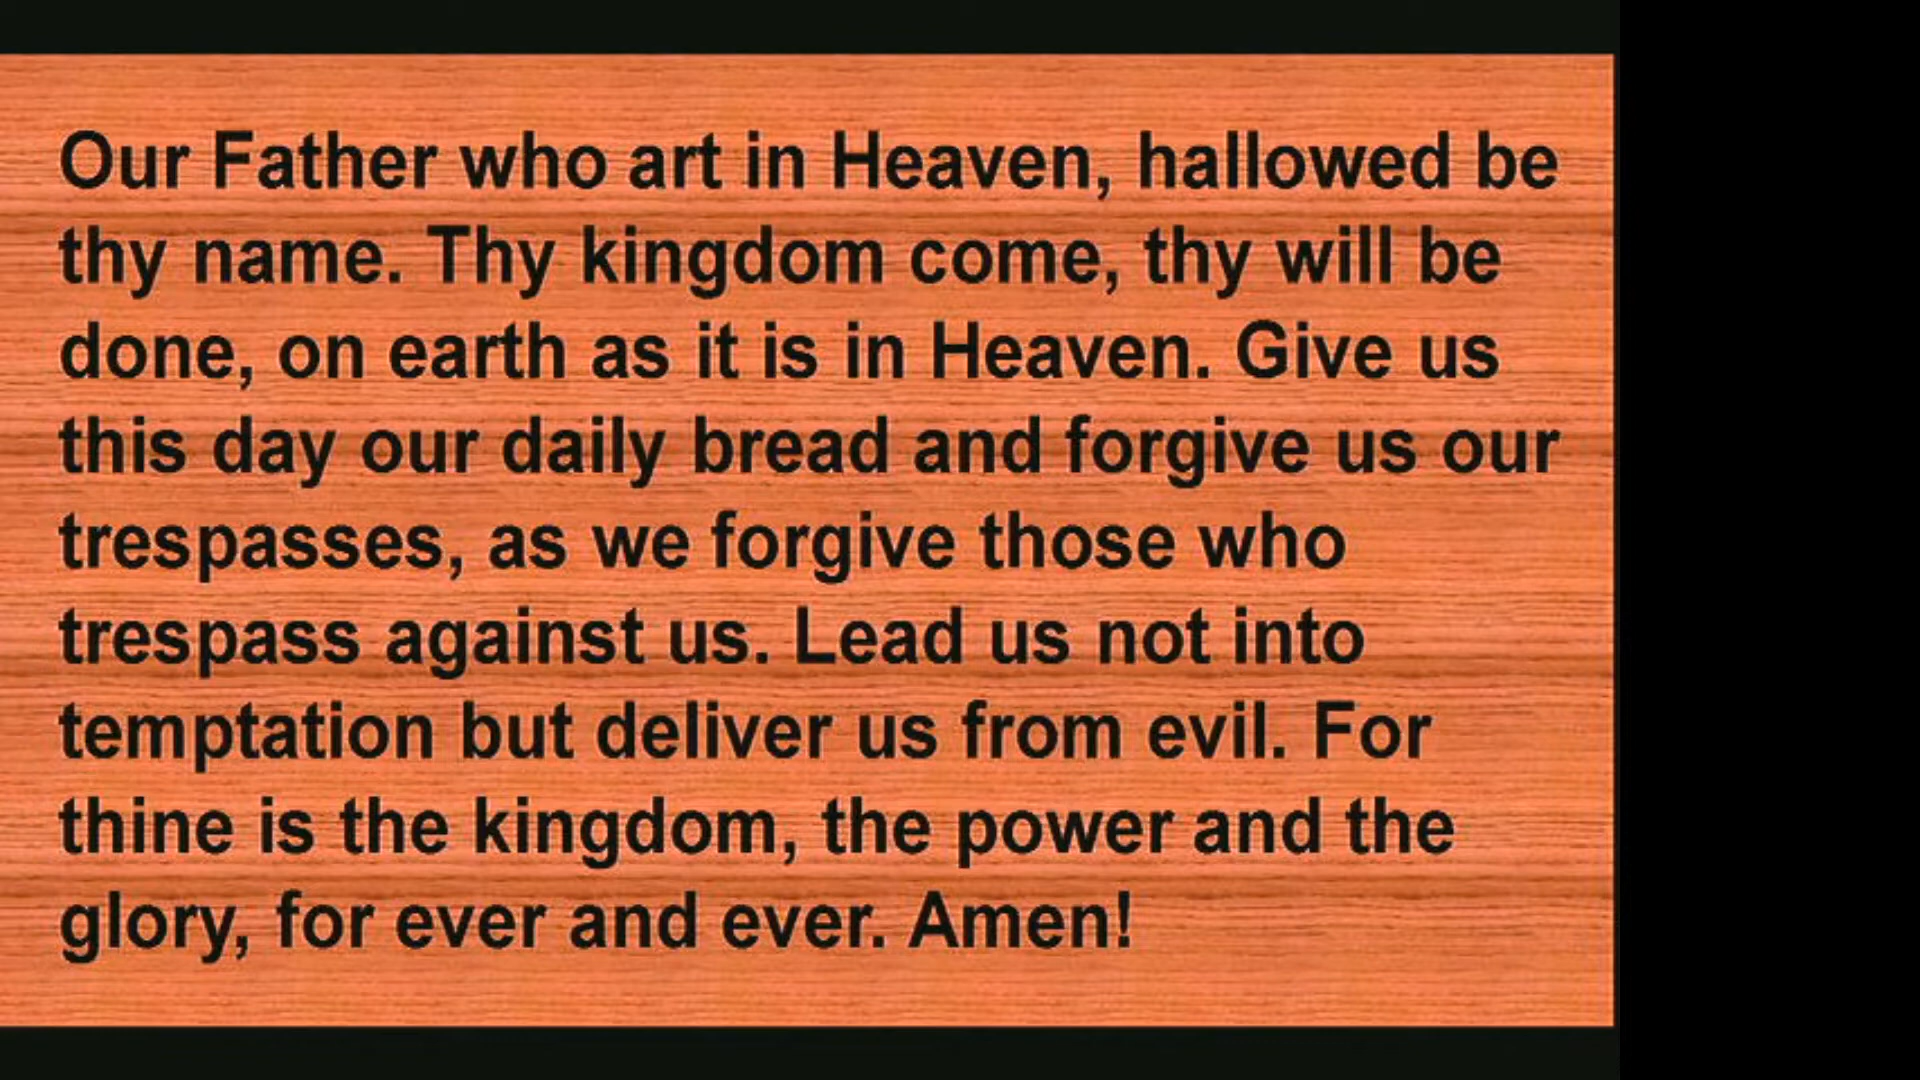 Our Father who art in Heaven, hallowed be
thy name. Thy kingdom come, thy will be
done, on earth as it is in Heaven. Give us
this day our daily bread and forgive us our
trespasses, as we forgive those who
trespass against us. Lead us not into
temptation but deliver us from evil. For
thine is the kingdom, the power and the
glory, for ever and ever. Amen!